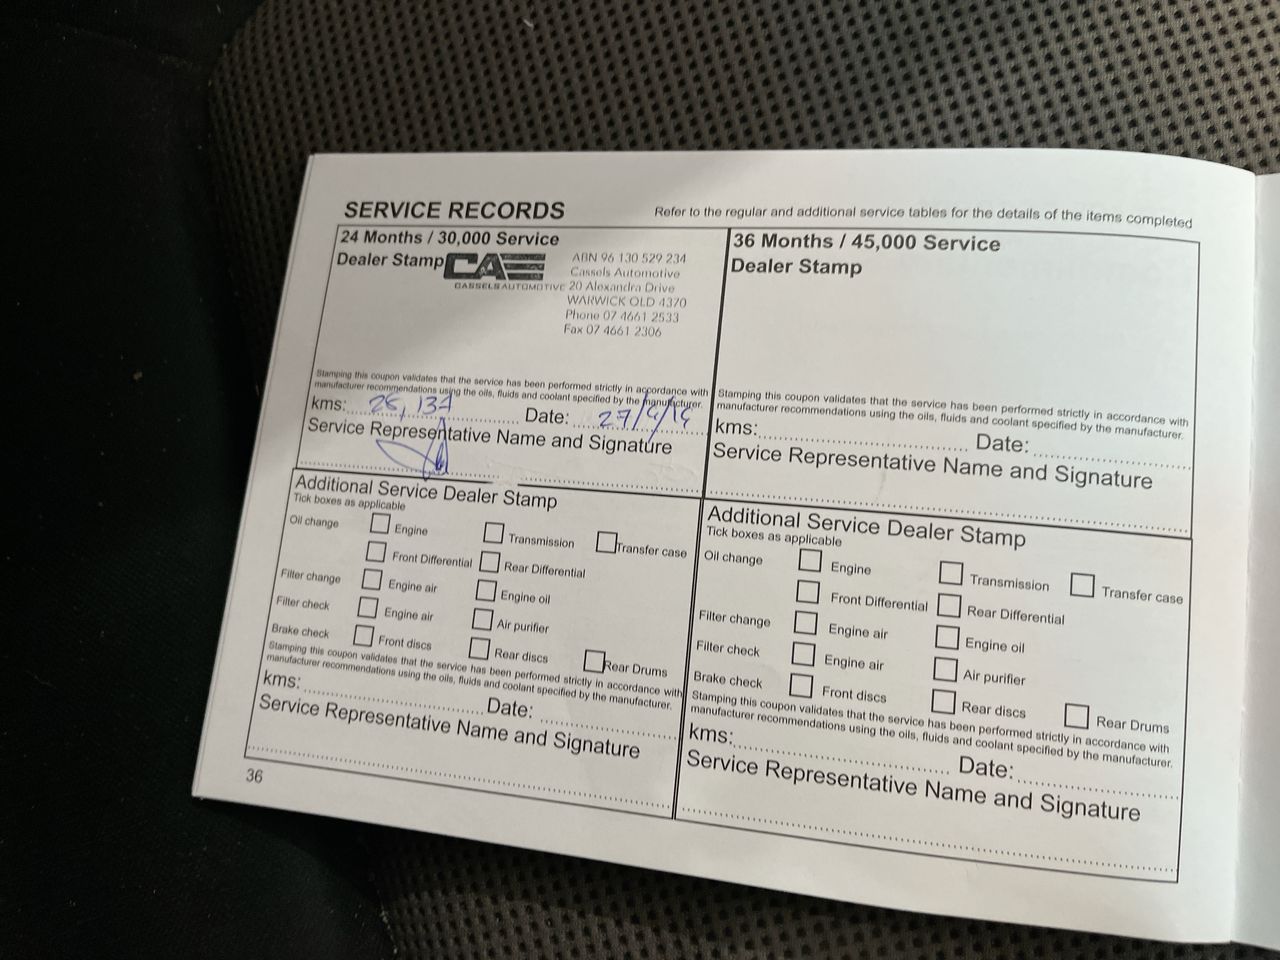 SERVICE RECORDS
Refer to the regular and additional service tables for the details of the items completed
24 Months / 30,000 Service
Dealer Stamp
CAE
CASSELS AUTOMOTIVE
ABN 96 130 529 234
Cassels Automotive
20 Alexandra Drive
WARWICK QLD 4370
Phone 07 4661 2533
Fax 07 4661 2306
Stamping this coupon validates that the service has been performed strictly in accordance with
manufacturer recommendations using the oils, fluids and coolant specified by the manufacturer.
kms: Date:
Service Representative Name and Signature
Additional Service Dealer Stamp
Tick boxes as applicable
Oil change Engine Transmission Transfer case
Front Differential Rear Differential
Filter change Engine air Engine oil
Filter check Engine air Air purifier
Brake check Front discs Rear discs Rear Drums
Stamping this coupon validates that the service has been performed strictly in accordance with
manufacturer recommendations using the oils, fluids and coolant specified by the manufacturer.
kms: Date:
Service Representative Name and Signature
36
36 Months / 45,000 Service
Dealer Stamp
Stamping this coupon validates that the service has been performed strictly in accordance with
manufacturer recommendations using the oils, fluids and coolant specified by the manufacturer.
kms: Date:
Service Representative Name and Signature
Additional Service Dealer Stamp
Tick boxes as applicable
Oil change Engine Transmission Transfer case
Front Differential Rear Differential
Filter change Engine air Engine oil
Filter check Engine air Air purifier
Brake check Front discs Rear discs Rear Drums
Stamping this coupon validates that the service has been performed strictly in accordance with
manufacturer recommendations using the oils, fluids and coolant specified by the manufacturer.
kms: Date:
Service Representative Name and Signature